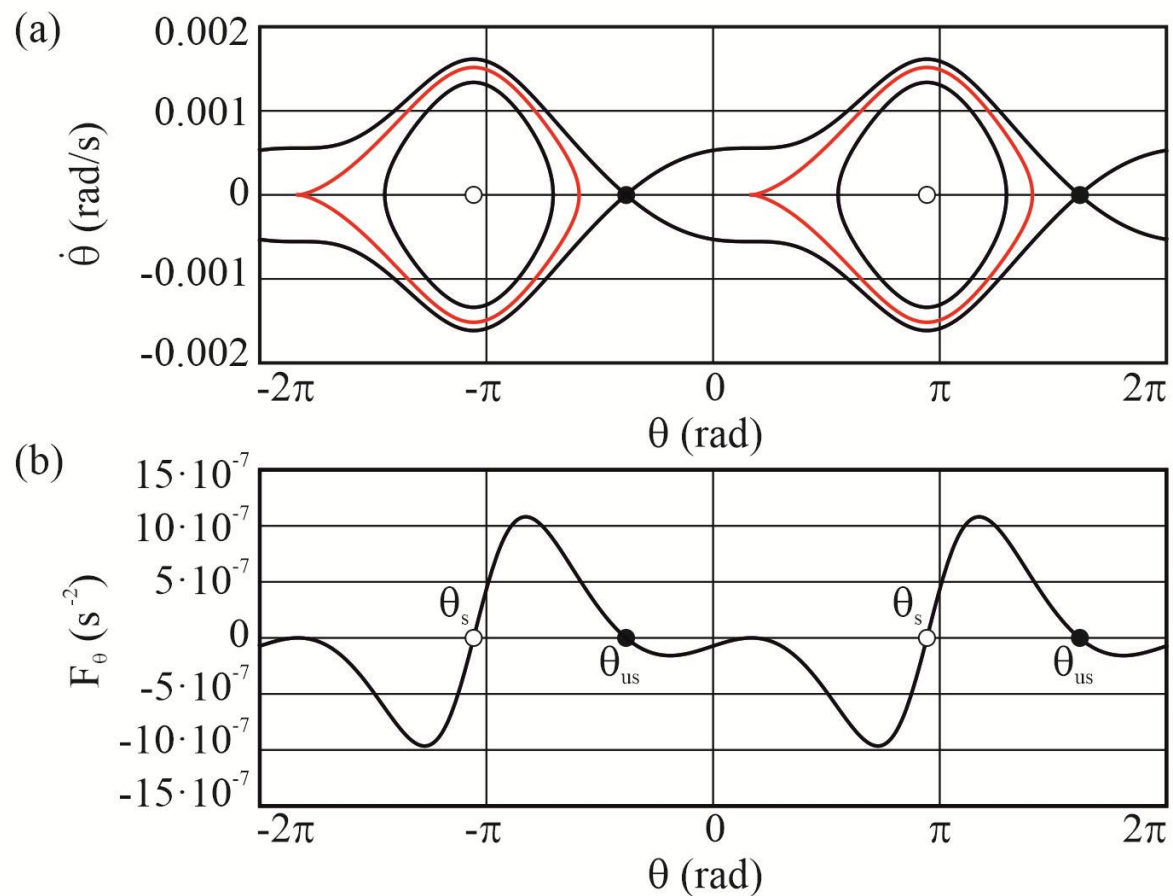 (a)
0.002
0.001
0
-0.001
-0.002
θ̇ (rad/s)
-2π -π 0 π 2π
θ (rad)
(b)
15·10⁻⁷
10·10⁻⁷
5·10⁻⁷
0
-5·10⁻⁷
-10·10⁻⁷
-15·10⁻⁷
F_θ (s⁻²)
θ_s θ_s
θ_us θ_us
-2π -π 0 π 2π
θ (rad)